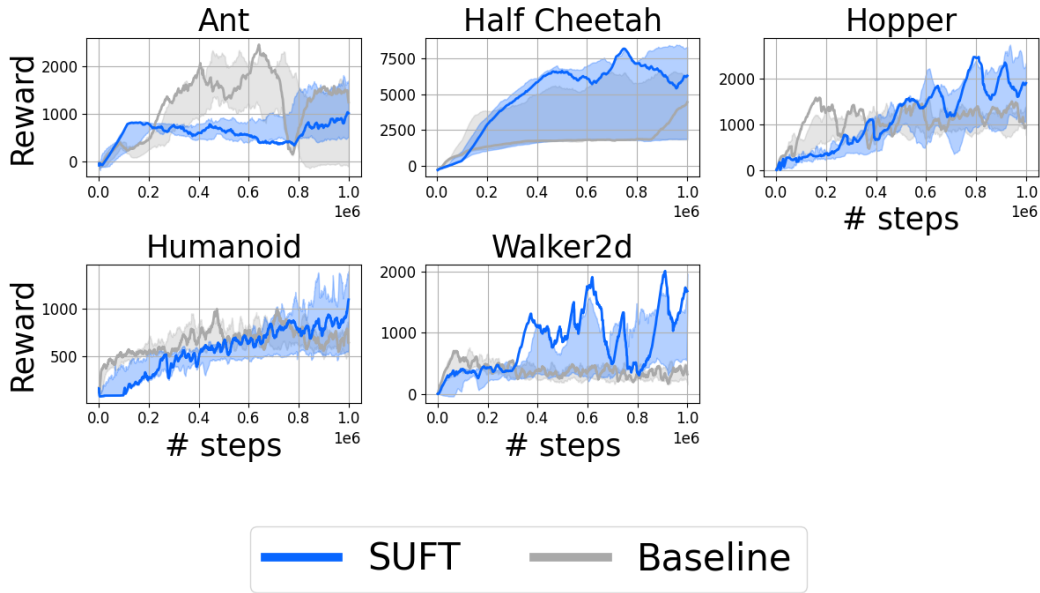 Ant
Half Cheetah
Hopper
Reward
2000
1000
0
0.0 0.2 0.4 0.6 0.8 1.0
1e6
7500
5000
2500
0
0.0 0.2 0.4 0.6 0.8 1.0
1e6
2000
1000
0
0.0 0.2 0.4 0.6 0.8 1.0
1e6
# steps
Humanoid
Walker2d
Reward
1000
500
0.0 0.2 0.4 0.6 0.8 1.0
1e6
# steps
2000
1000
0
0.0 0.2 0.4 0.6 0.8 1.0
1e6
# steps
SUFT
Baseline